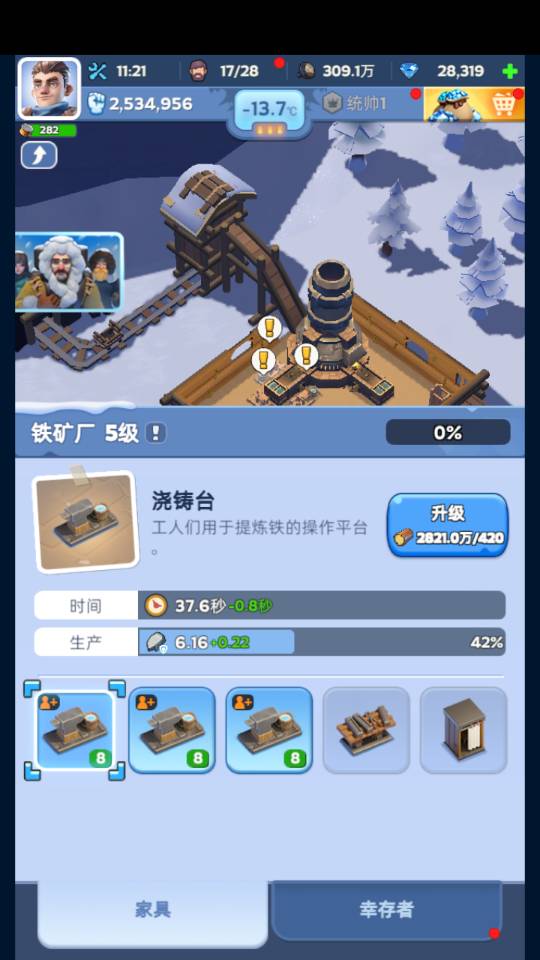 11:21 17/28 309.1万 28,319
2,534,956 -13.7℃ 统帅1
282
铁矿厂 5级 ! 0%
浇铸台
工人们用于提炼铁的操作平台
。
升级
2821.0万/420
时间 37.6秒-0.8秒
生产 6.16+0.22 42%
8 8 8
家具 幸存者